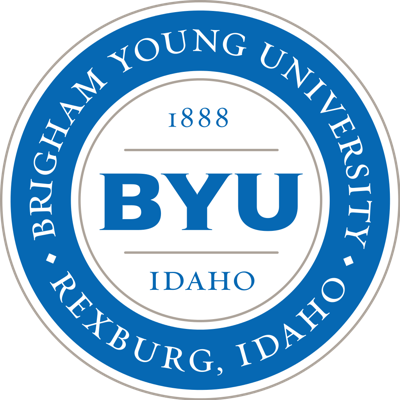 BRIGHAM YOUNG UNIVERSITY
1888
BYU
IDAHO
REXBURG, IDAHO